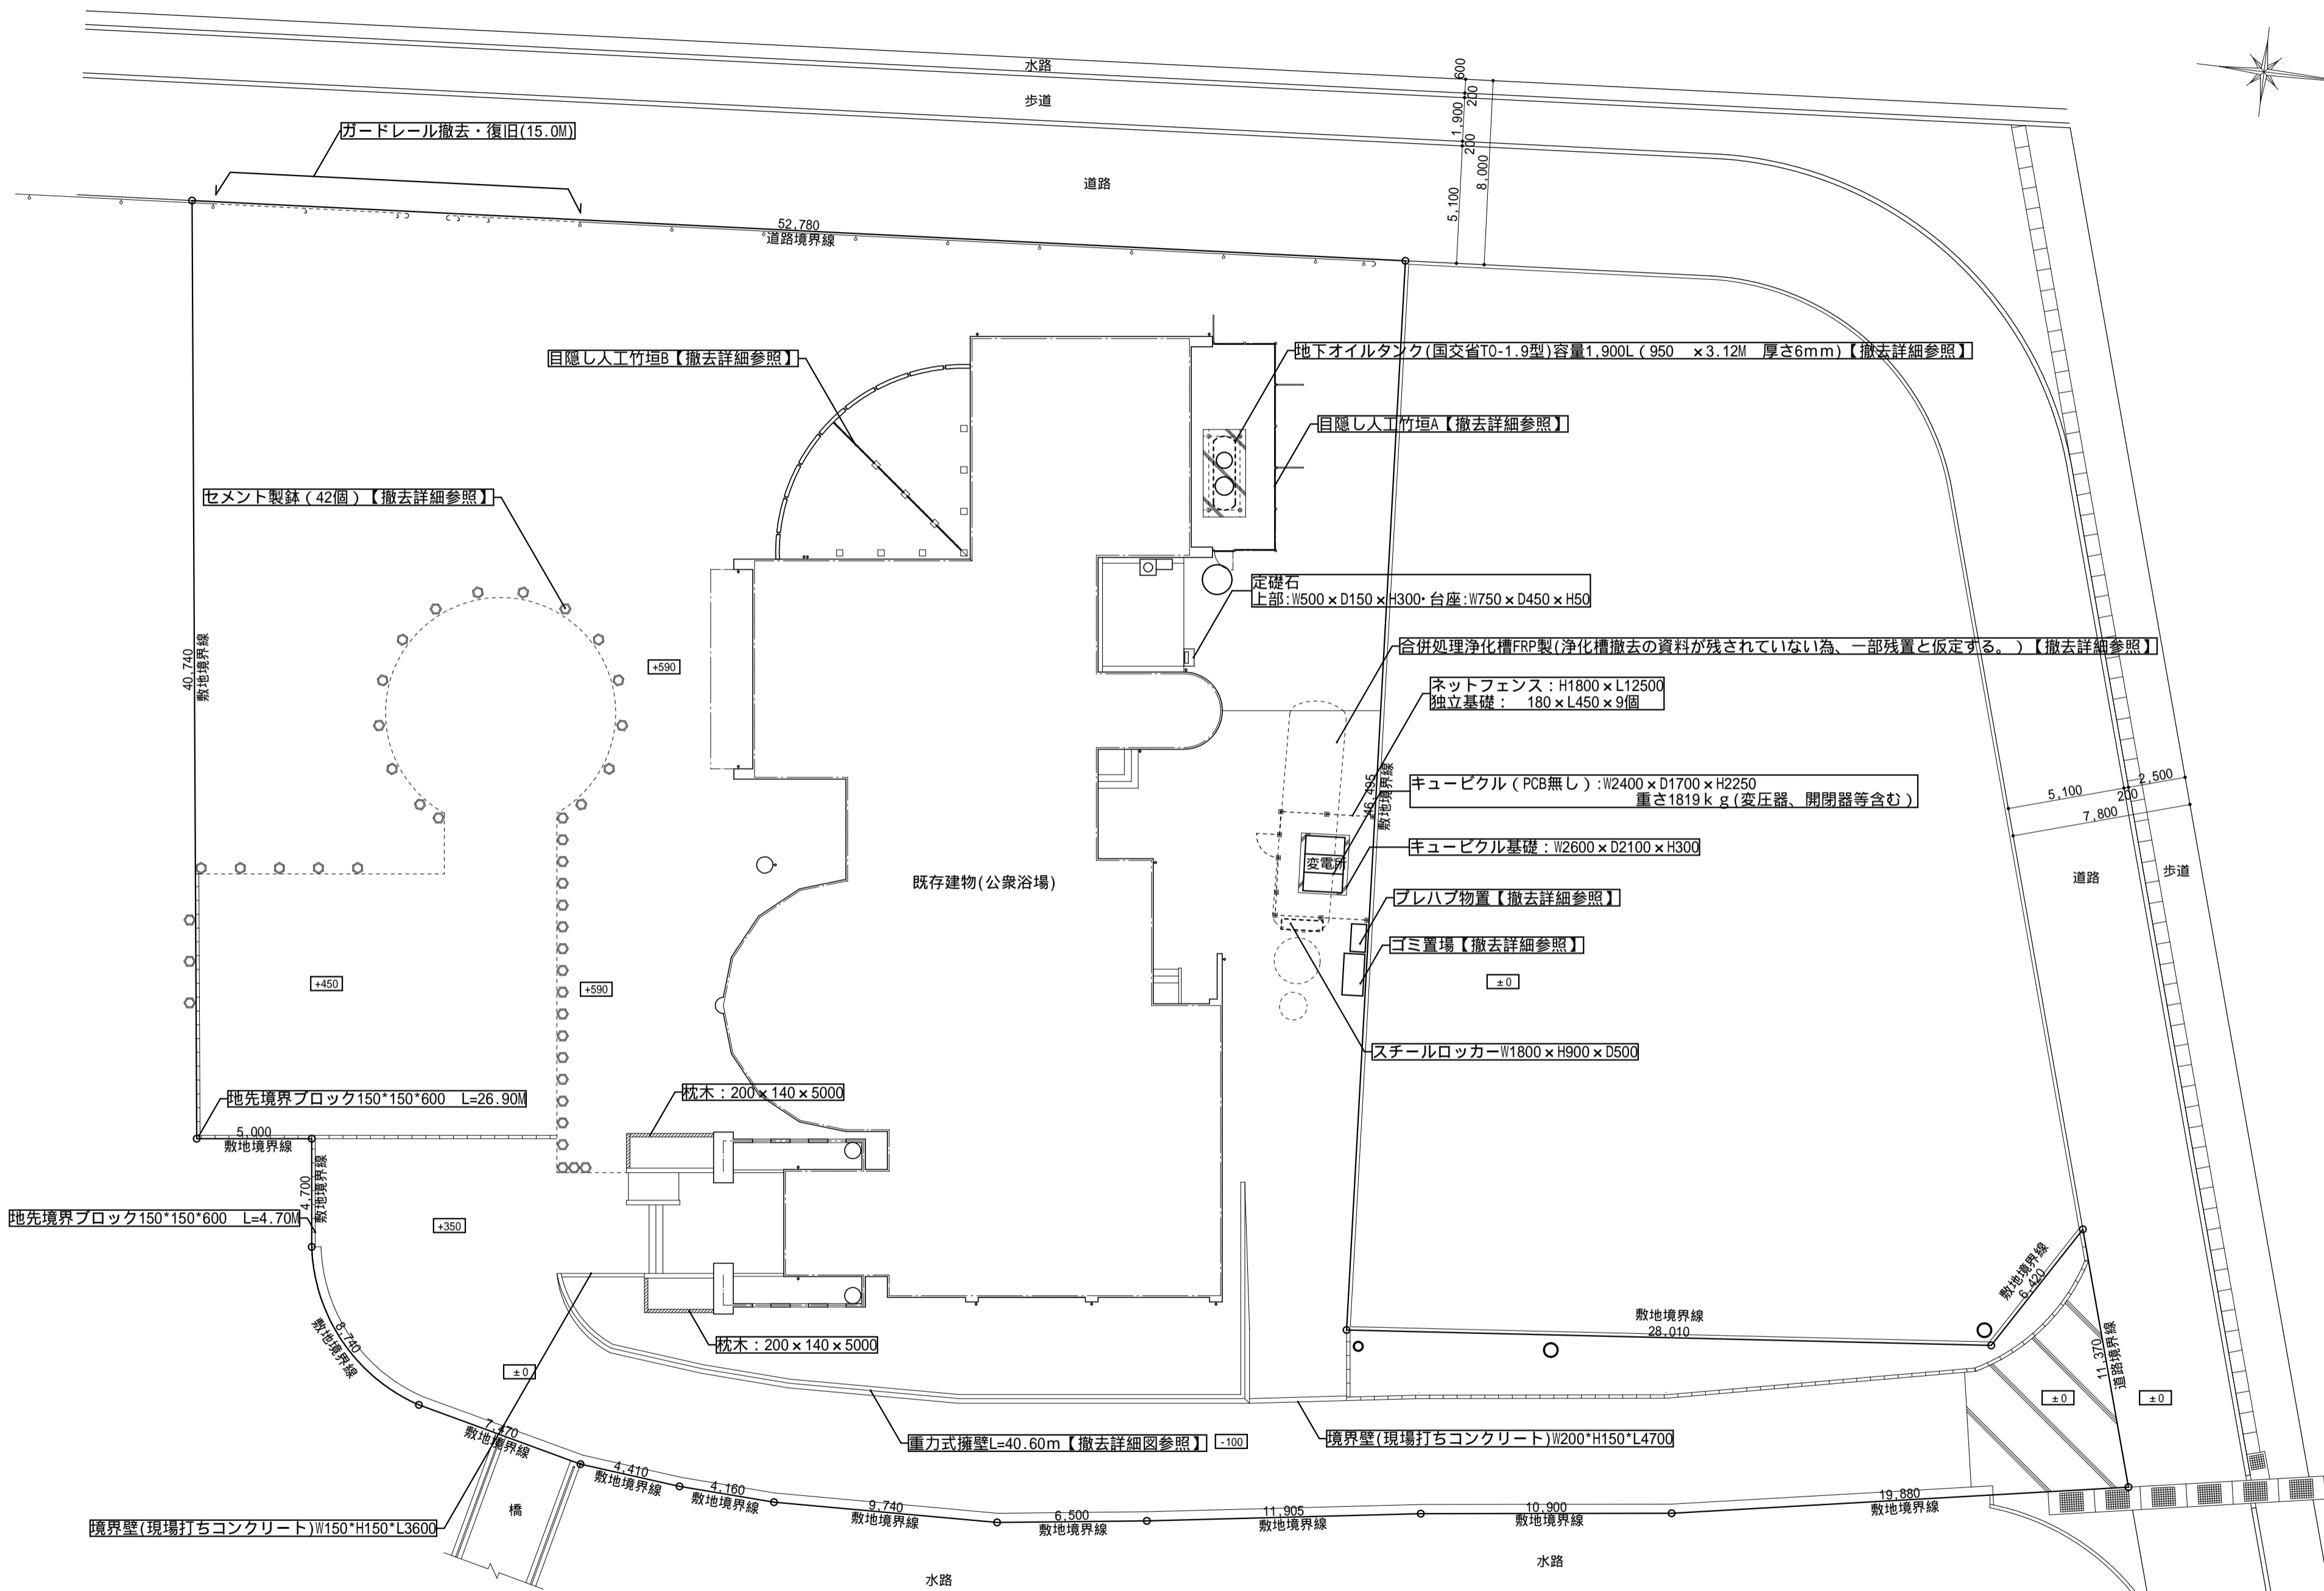 水路
歩道
600
200
1,900
200
8,000
5,100
ガードレール撤去・復旧(15.0M)
道路
52,780
道路境界線
目隠し人工竹垣B【撤去詳細参照】
地下オイルタンク(国交省TO-1.9型)容量1,900L(950　×3.12M　厚さ6mm)【撤去詳細参照】
目隠し人工竹垣A【撤去詳細参照】
セメント製鉢(42個)【撤去詳細参照】
定礎石
上部:W500×D150×H300・台座:W750×D450×H50
40,740
敷地境界線
+590
合併処理浄化槽FRP製(浄化槽撤去の資料が残されていない為、一部残置と仮定する。)【撤去詳細参照】
ネットフェンス:H1800×L12500
独立基礎:　180×L450×9個
46,495
敷地境界線
キュービクル(PCB無し):W2400×D1700×H2250
重さ1819kg(変圧器、開閉器等含む)
2,500
5,100
200
7,800
キュービクル基礎:W2600×D2100×H300
変電所
既存建物(公衆浴場)
道路
歩道
プレハブ物置【撤去詳細参照】
ゴミ置場【撤去詳細参照】
+450
+590
±0
スチールロッカーW1800×H900×D500
枕木:200×140×5000
地先境界ブロック150*150*600　L=26.90M
5,000
敷地境界線
4,700
敷地境界線
地先境界ブロック150*150*600　L=4.70M
+350
敷地境界線
6,420
敷地境界線
28,010
8,740
敷地境界線
枕木:200×140×5000
±0
11,370
道路境界線
±0
±0
7,470
敷地境界線
重力式擁壁L=40.60m【撤去詳細図参照】
-100
境界壁(現場打ちコンクリート)W200*H150*L4700
4,410
敷地境界線
4,160
敷地境界線
9,740
敷地境界線
6,500
敷地境界線
11,905
敷地境界線
10,900
敷地境界線
19,880
敷地境界線
橋
境界壁(現場打ちコンクリート)W150*H150*L3600
水路
水路